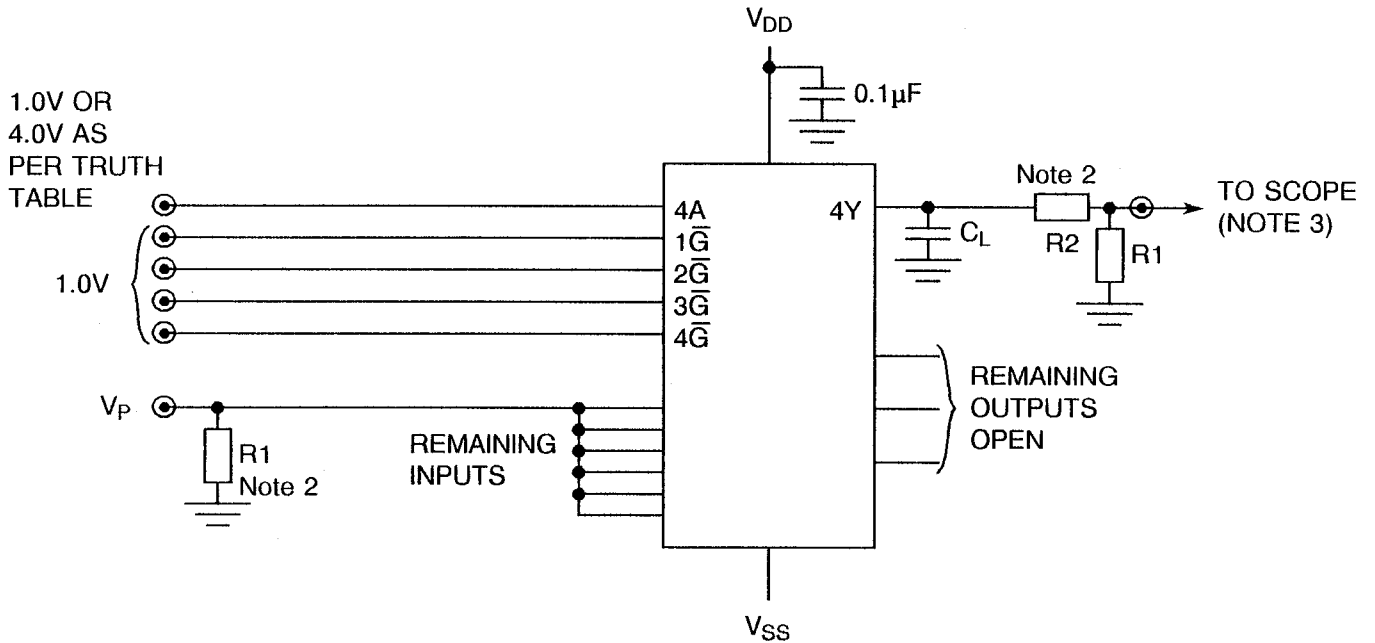 V_DD
0.1µF
1.0V OR
4.0V AS
PER TRUTH
TABLE
4A
1G̅
2G̅
3G̅
4G̅
1.0V
4Y
C_L
Note 2
R2
R1
TO SCOPE
(NOTE 3)
V_P
R1
Note 2
REMAINING
INPUTS
REMAINING
OUTPUTS
OPEN
V_SS